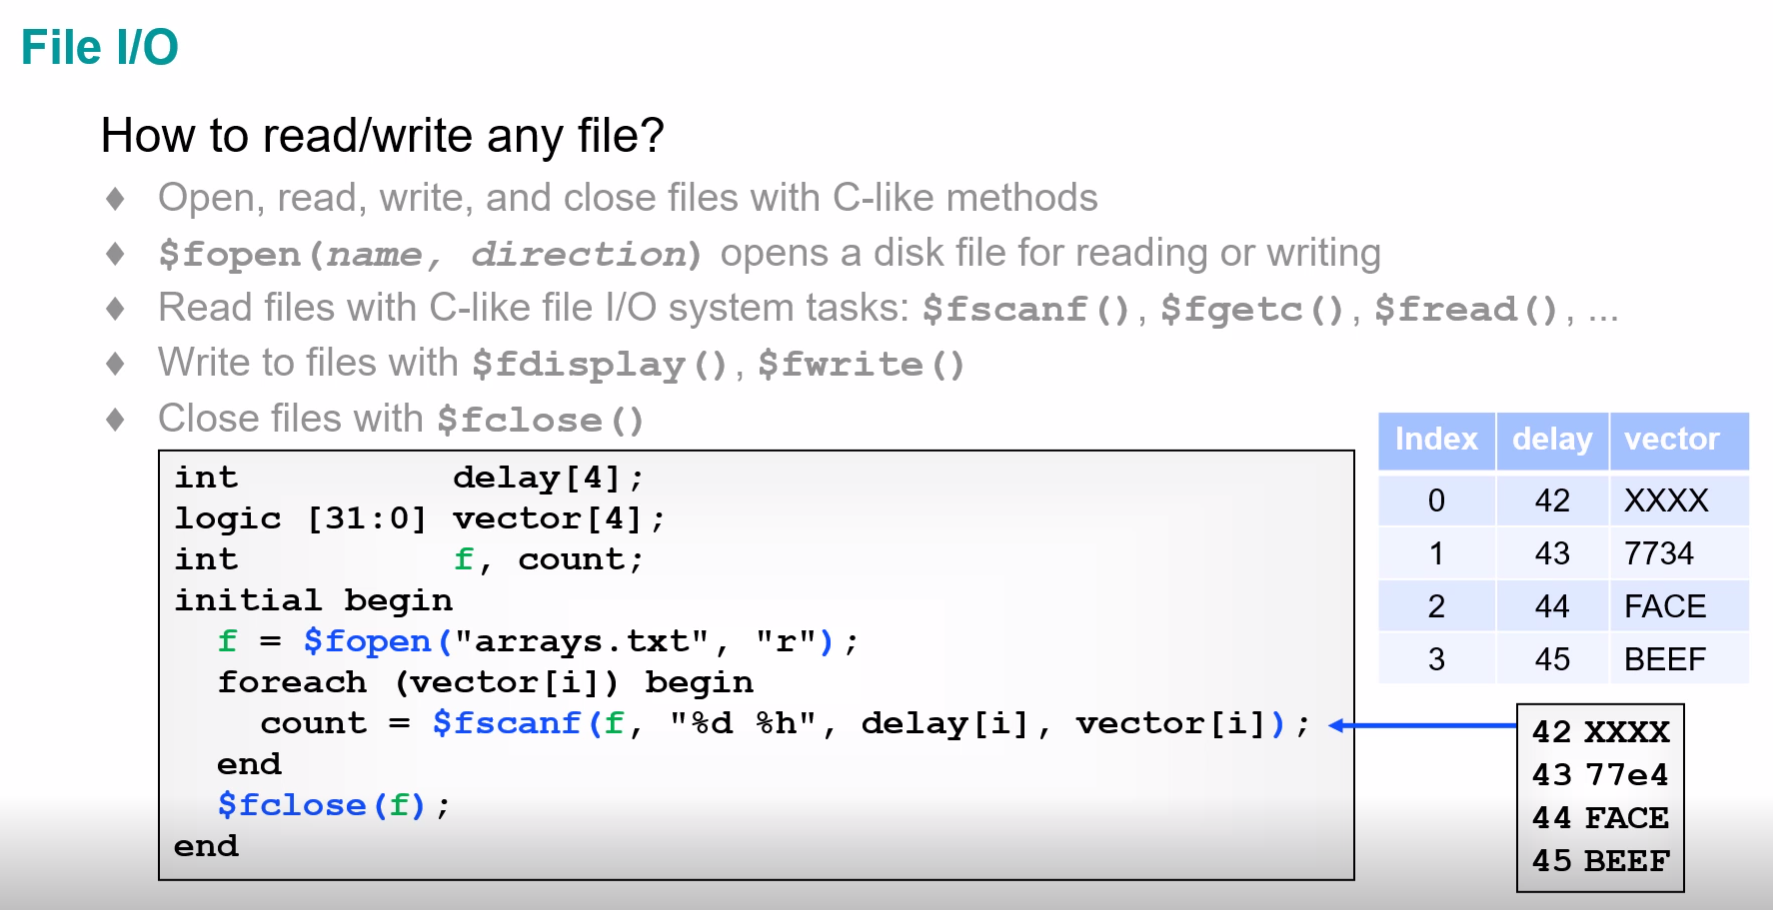 File I/O
How to read/write any file?
♦ Open, read, write, and close files with C-like methods
♦ $fopen(name, direction) opens a disk file for reading or writing
♦ Read files with C-like file I/O system tasks: $fscanf(), $fgetc(), $fread(), ...
♦ Write to files with $fdisplay(), $fwrite()
♦ Close files with $fclose()
int          delay[4];
logic [31:0] vector[4];
int          f, count;
initial begin
  f = $fopen("arrays.txt", "r");
  foreach (vector[i]) begin
    count = $fscanf(f, "%d %h", delay[i], vector[i]);
  end
  $fclose(f);
end
Index delay vector
0 42 XXXX
1 43 7734
2 44 FACE
3 45 BEEF
42 XXXX
43 77e4
44 FACE
45 BEEF